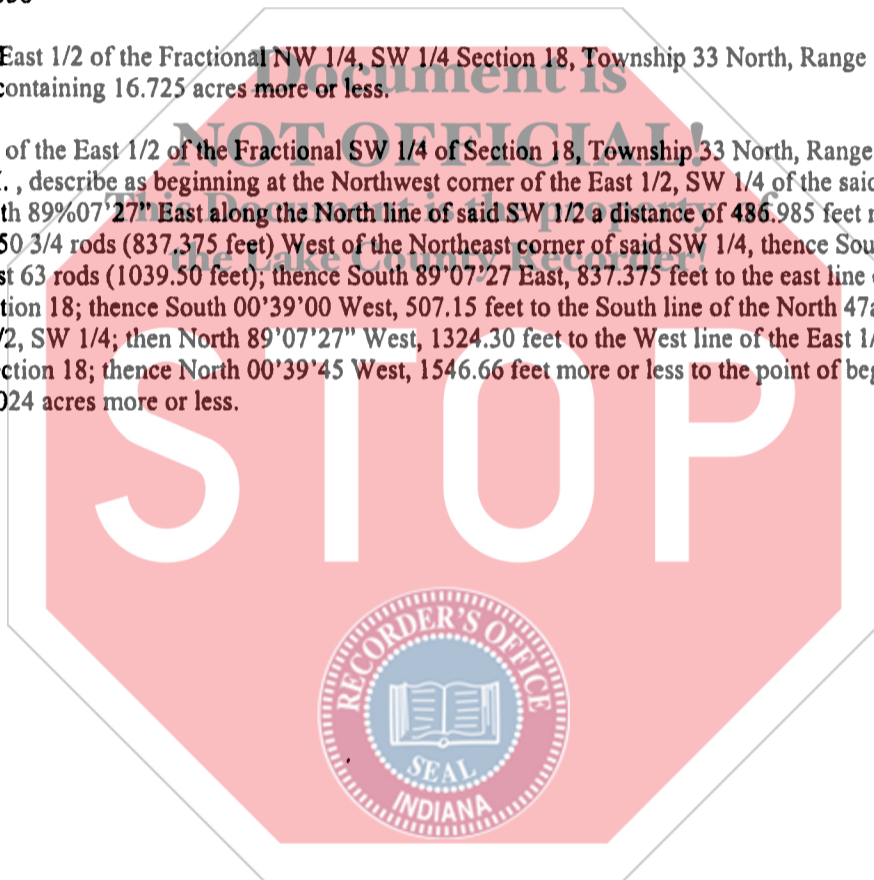 East 1/2 of the Fractional NW 1/4, SW 1/4 Section 18, Township 33 North, Range
containing 16.725 acres more or less.
Document is
NOT OFFICIAL!
This Document is the property
the Lake County Recorder!
of the East 1/2 of the Fractional SW 1/4 of Section 18, Township 33 North, Range
. , describe as beginning at the Northwest corner of the East 1/2, SW 1/4 of the said
th 89%07'27" East along the North line of said SW 1/2 a distance of 486.985 feet
50 3/4 rods (837.375 feet) West of the Northeast corner of said SW 1/4, thence Sou
st 63 rods (1039.50 feet); thence South 89'07'27 East, 837.375 feet to the east line
tion 18; thence South 00'39'00 West, 507.15 feet to the South line of the North 47a
/2, SW 1/4; then North 89'07'27" West, 1324.30 feet to the West line of the East 1/
ction 18; thence North 00'39'45 West, 1546.66 feet more or less to the point of beg
024 acres more or less.
STOP
RECORDER'S OFFICE
SEAL
INDIANA